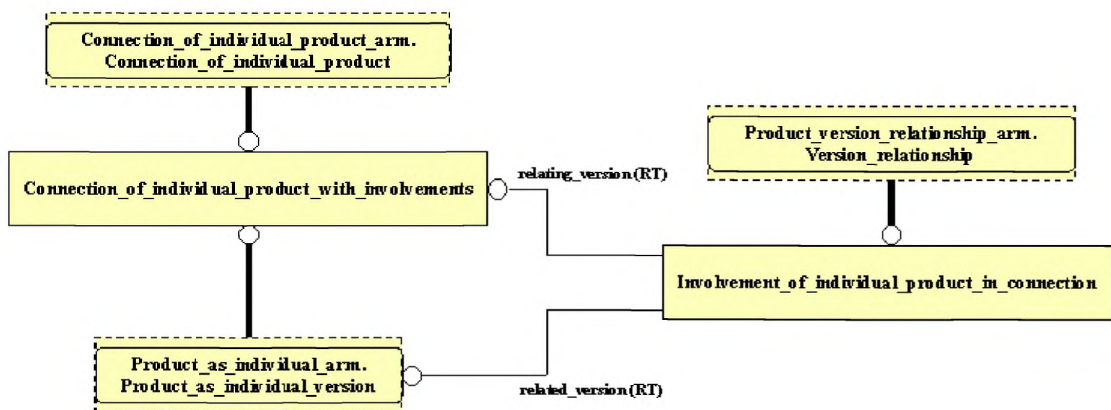 Connection_of_individual_product_arm.
Connection_of_individual_product
Product_version_relationship_arm.
Version_relationship
relating_version(RT)
Connection_of_individual_product_with_involvements
Involvement_of_individual_product_in_connection
Product_as_individual_arm.
Product_as_individual_version
related_version(RT)